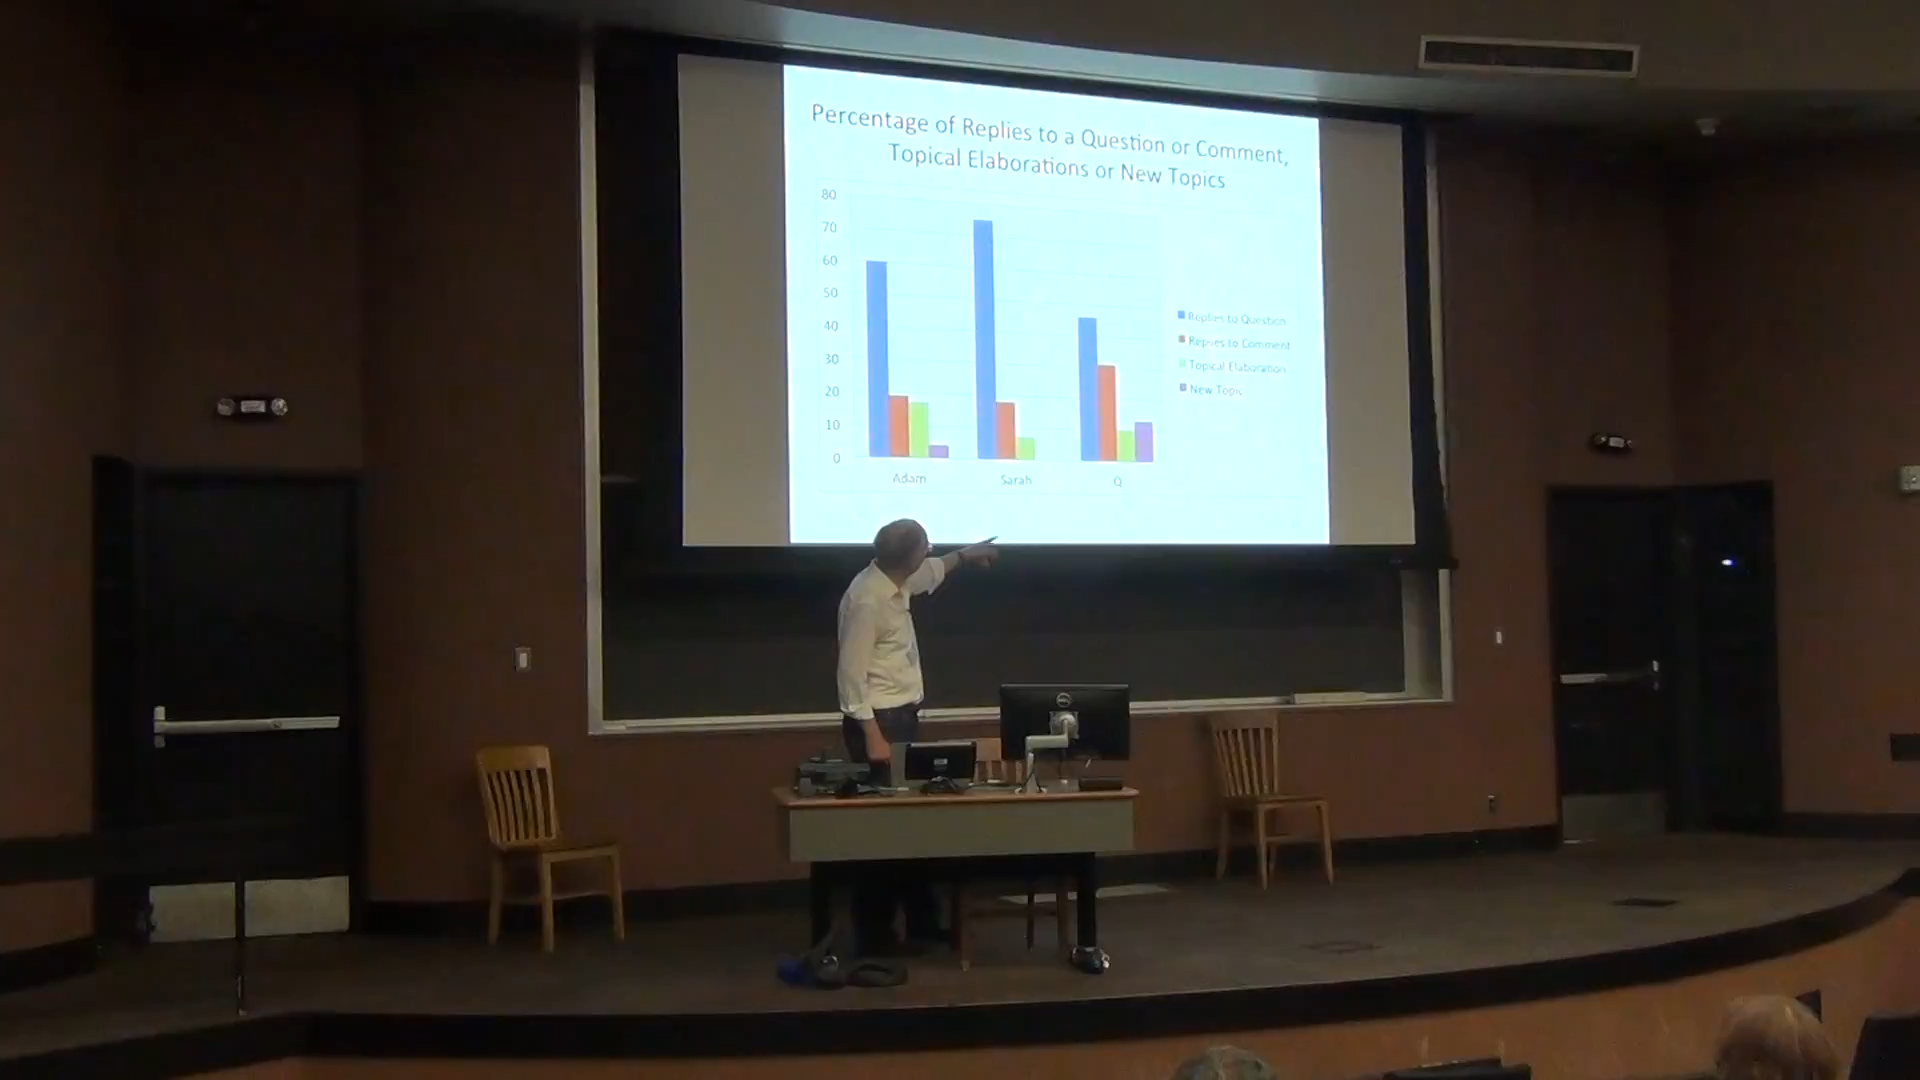 Percentage of Replies to a Question or Comment,
Topical Elaborations or New Topics
80
70
60
50
40
30
20
10
0
Adam
Sarah
Q
Replies to Question
Replies to Comment
Topical Elaboration
New Topic
DELL